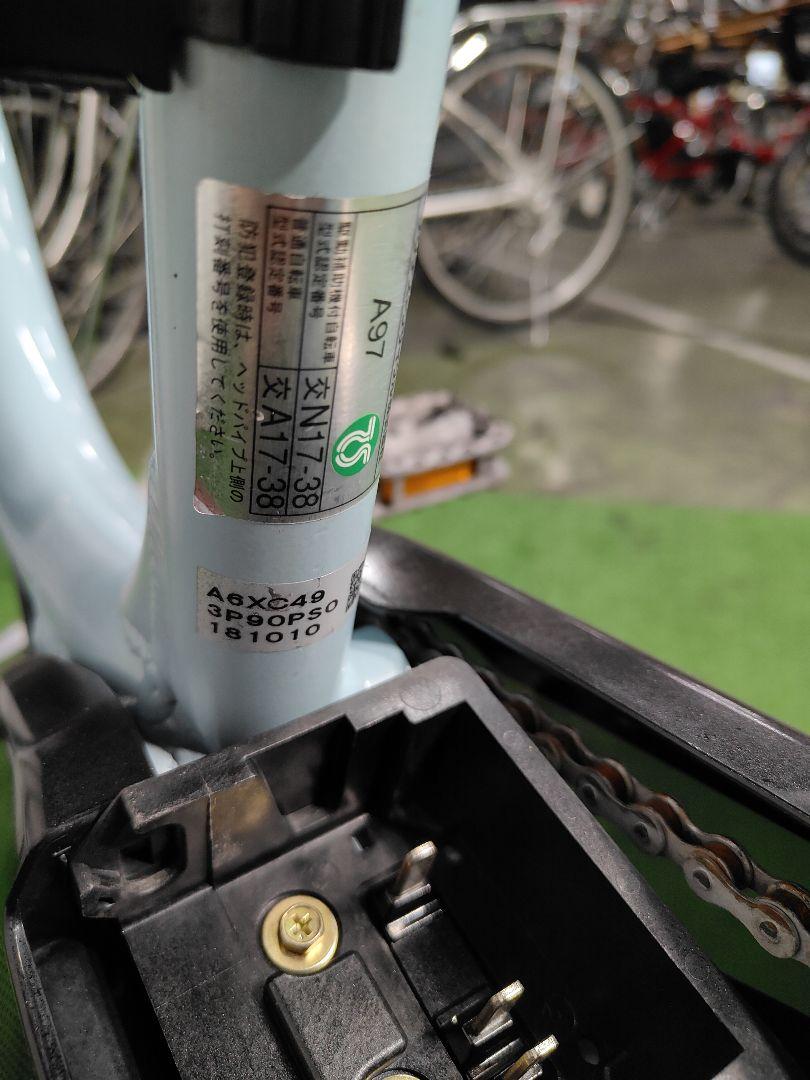 A97
駆動補助機付自転車
型式認定番号
交N17-38
普通自転車
型式認定番号
交A17-38
防犯登録時は、ヘッドパイプ上側の
打刻番号を使用してください。
A6XC49
3P90PS0
181010